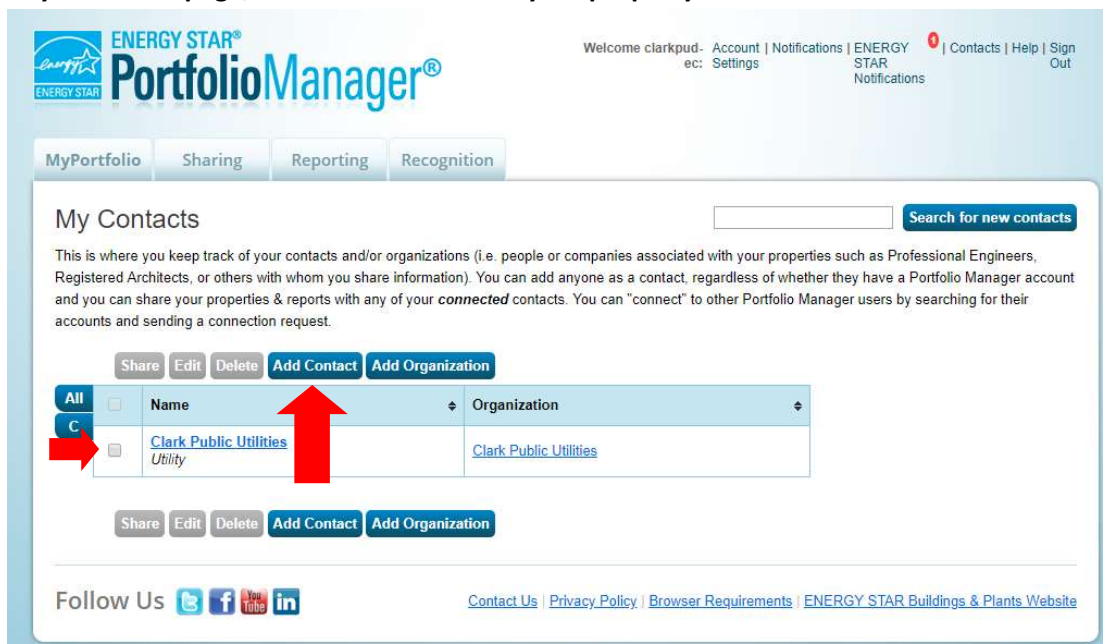 ENERGY STAR®
PortfolioManager®
ENERGY STAR
Welcome clarkpud-ec: Account Settings | Notifications | ENERGY STAR Notifications 1 | Contacts | Help | Sign Out
MyPortfolio Sharing Reporting Recognition
My Contacts
Search for new contacts
This is where you keep track of your contacts and/or organizations (i.e. people or companies associated with your properties such as Professional Engineers,
Registered Architects, or others with whom you share information). You can add anyone as a contact, regardless of whether they have a Portfolio Manager account
and you can share your properties & reports with any of your connected contacts. You can "connect" to other Portfolio Manager users by searching for their
accounts and sending a connection request.
Share Edit Delete Add Contact Add Organization
All
C
Name Organization
Clark Public Utilities Clark Public Utilities
Utility
Share Edit Delete Add Contact Add Organization
Follow Us You Tube in
Contact Us | Privacy Policy | Browser Requirements | ENERGY STAR Buildings & Plants Website